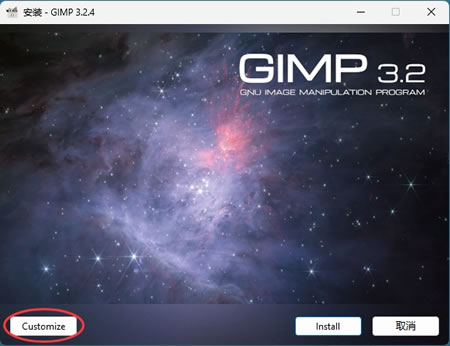 安装 - GIMP 3.2.4
GIMP 3.2
GNU IMAGE MANIPULATION PROGRAM
Customize
Install
取消